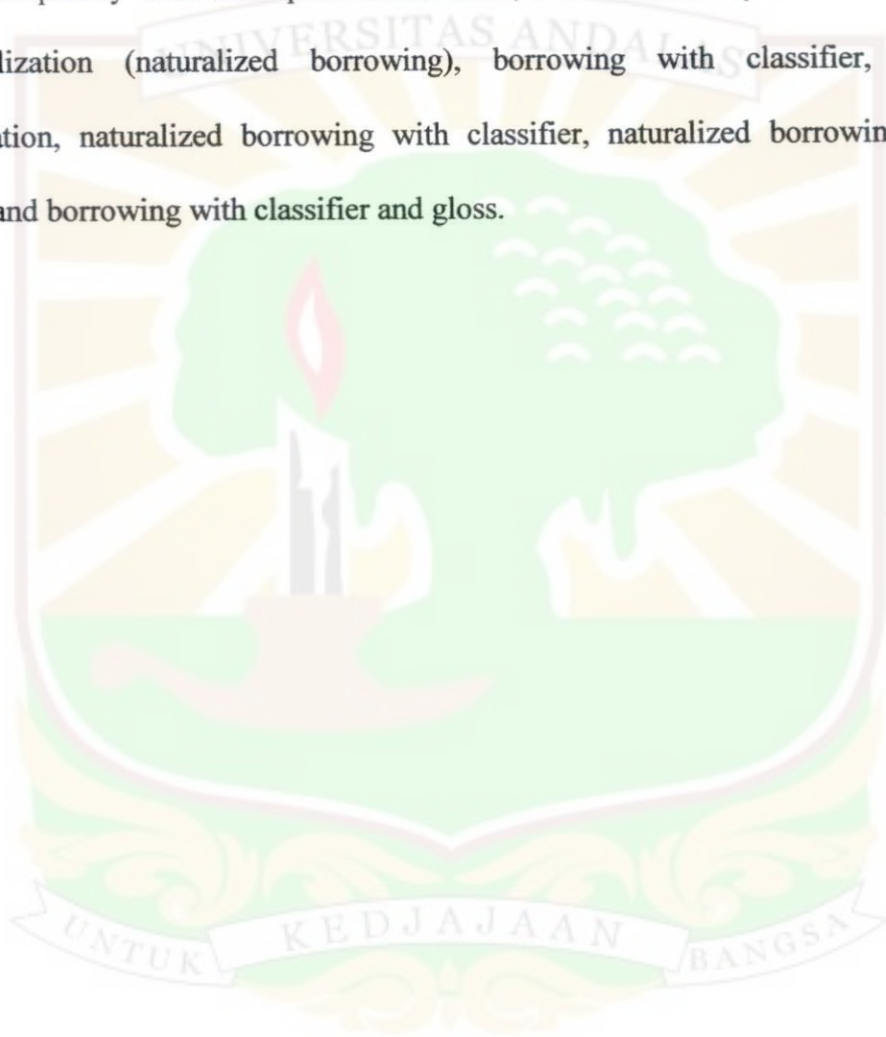 UNIVERSITAS ANDALAS
lization (naturalized borrowing), borrowing with classifier,
tion, naturalized borrowing with classifier, naturalized borrowin
and borrowing with classifier and gloss.
UNTUK KEDJAJAAN BANGSA